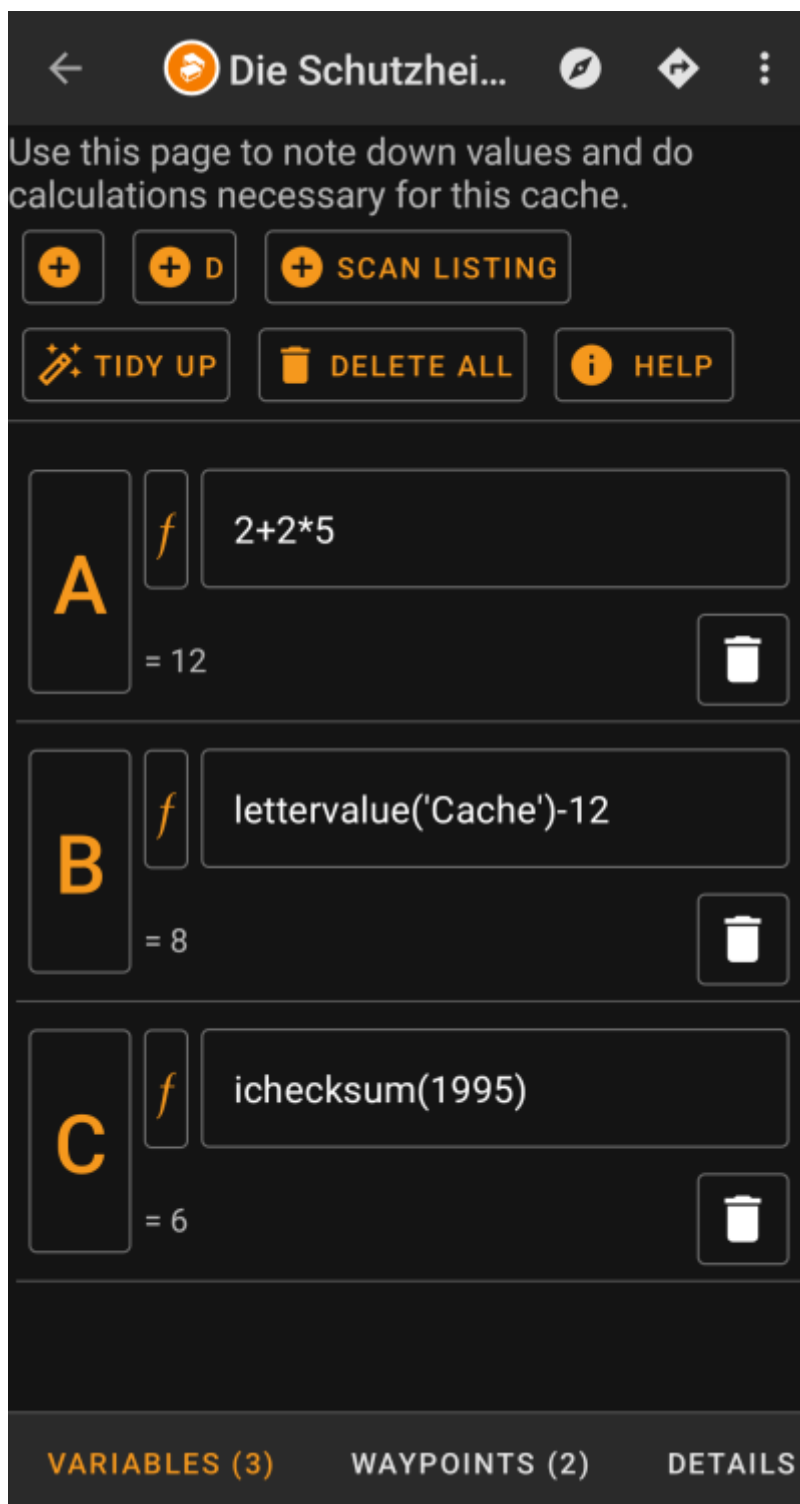 Die Schutzhei...
Use this page to note down values and do
calculations necessary for this cache.
D
SCAN LISTING
TIDY UP
DELETE ALL
HELP
A
f
2+2*5
= 12
B
f
lettervalue('Cache')-12
= 8
C
f
ichecksum(1995)
= 6
VARIABLES (3)
WAYPOINTS (2)
DETAILS